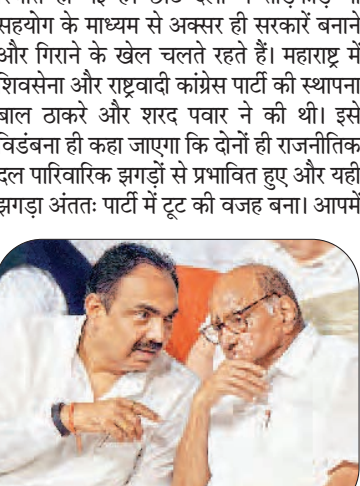 सहयोग के माध्यम से अक्सर ही सरकारें बनाने
और गिराने के खेल चलते रहते हैं। महाराष्ट्र में
शिवसेना और राष्ट्रवादी कांग्रेस पार्टी की स्थापना
बाल ठाकरे और शरद पवार ने की थी। इसे
विडंबना ही कहा जाएगा कि दोनों ही राजनीतिक
दल पारिवारिक झगड़ों से प्रभावित हुए और यही
झगड़ा अंततः पार्टी में टूट की वजह बना। आपमें